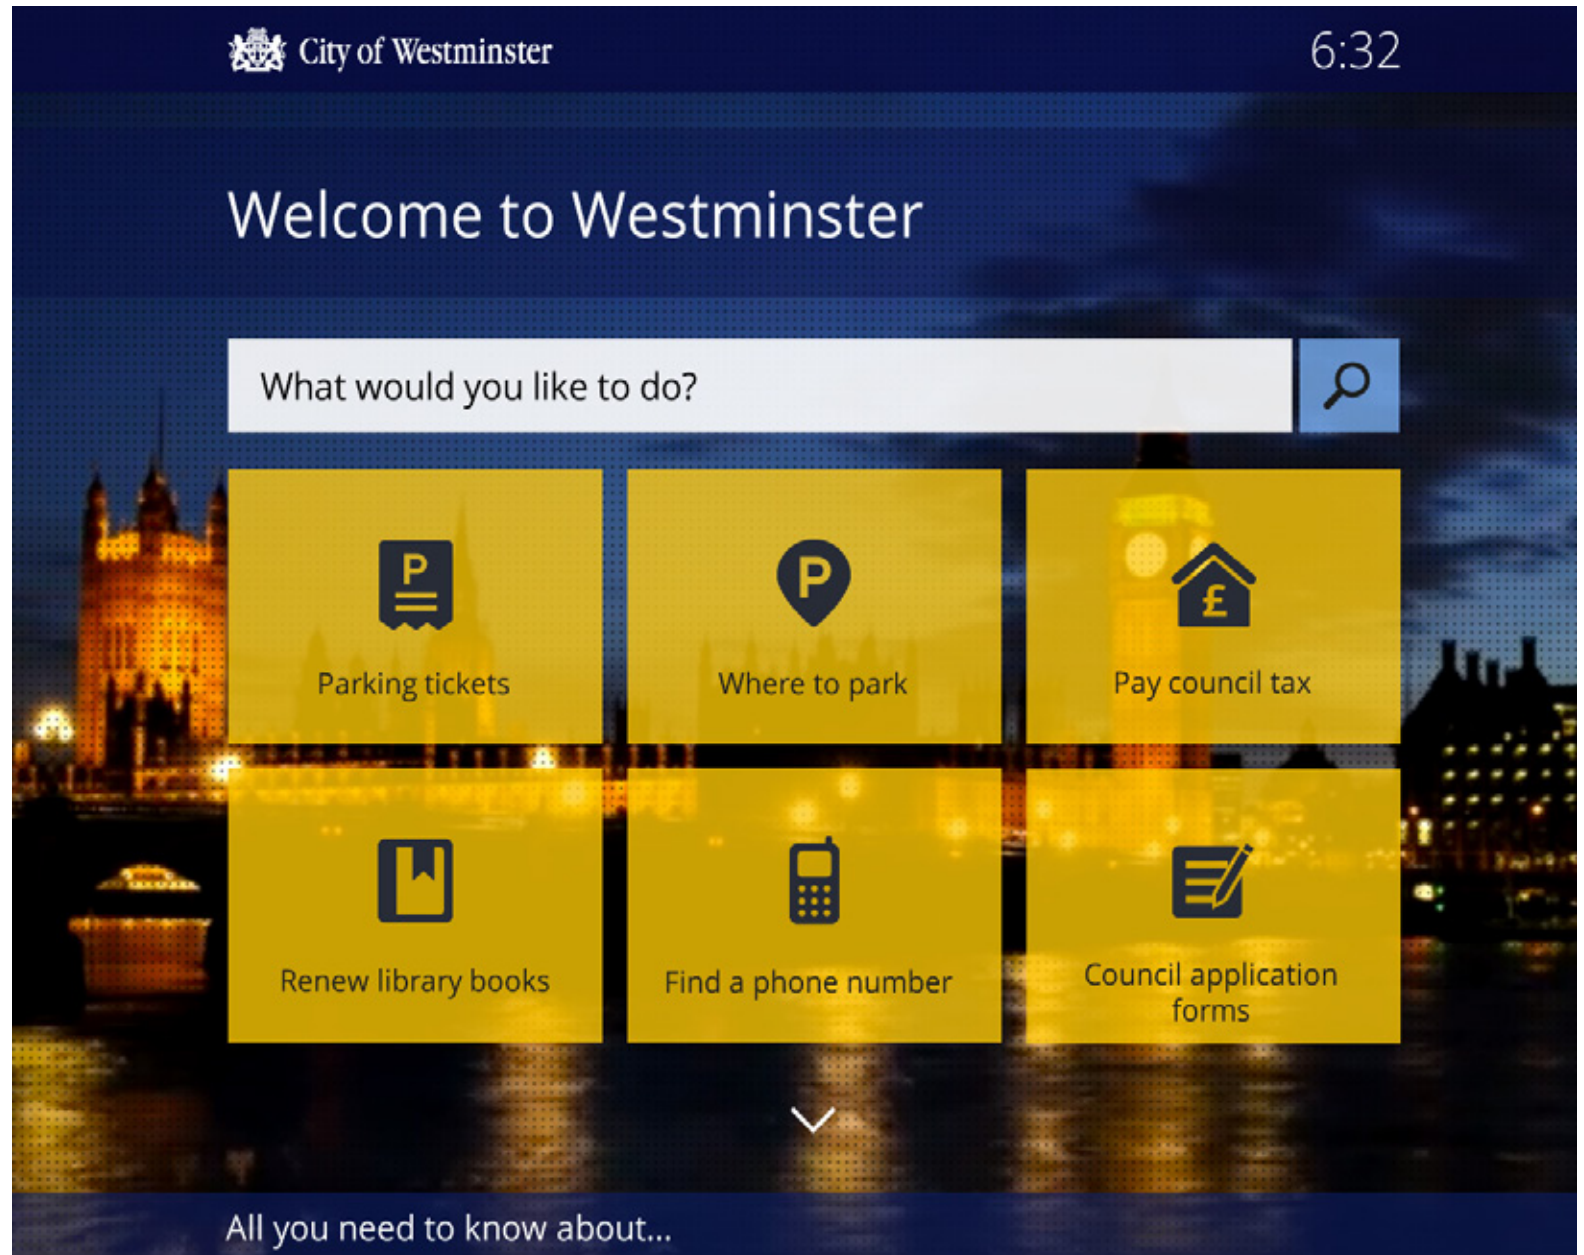 City of Westminster
6:32
Welcome to Westminster
What would you like to do?
P
Parking tickets
P
Where to park
£
Pay council tax
Renew library books
Find a phone number
Council application
forms
All you need to know about...